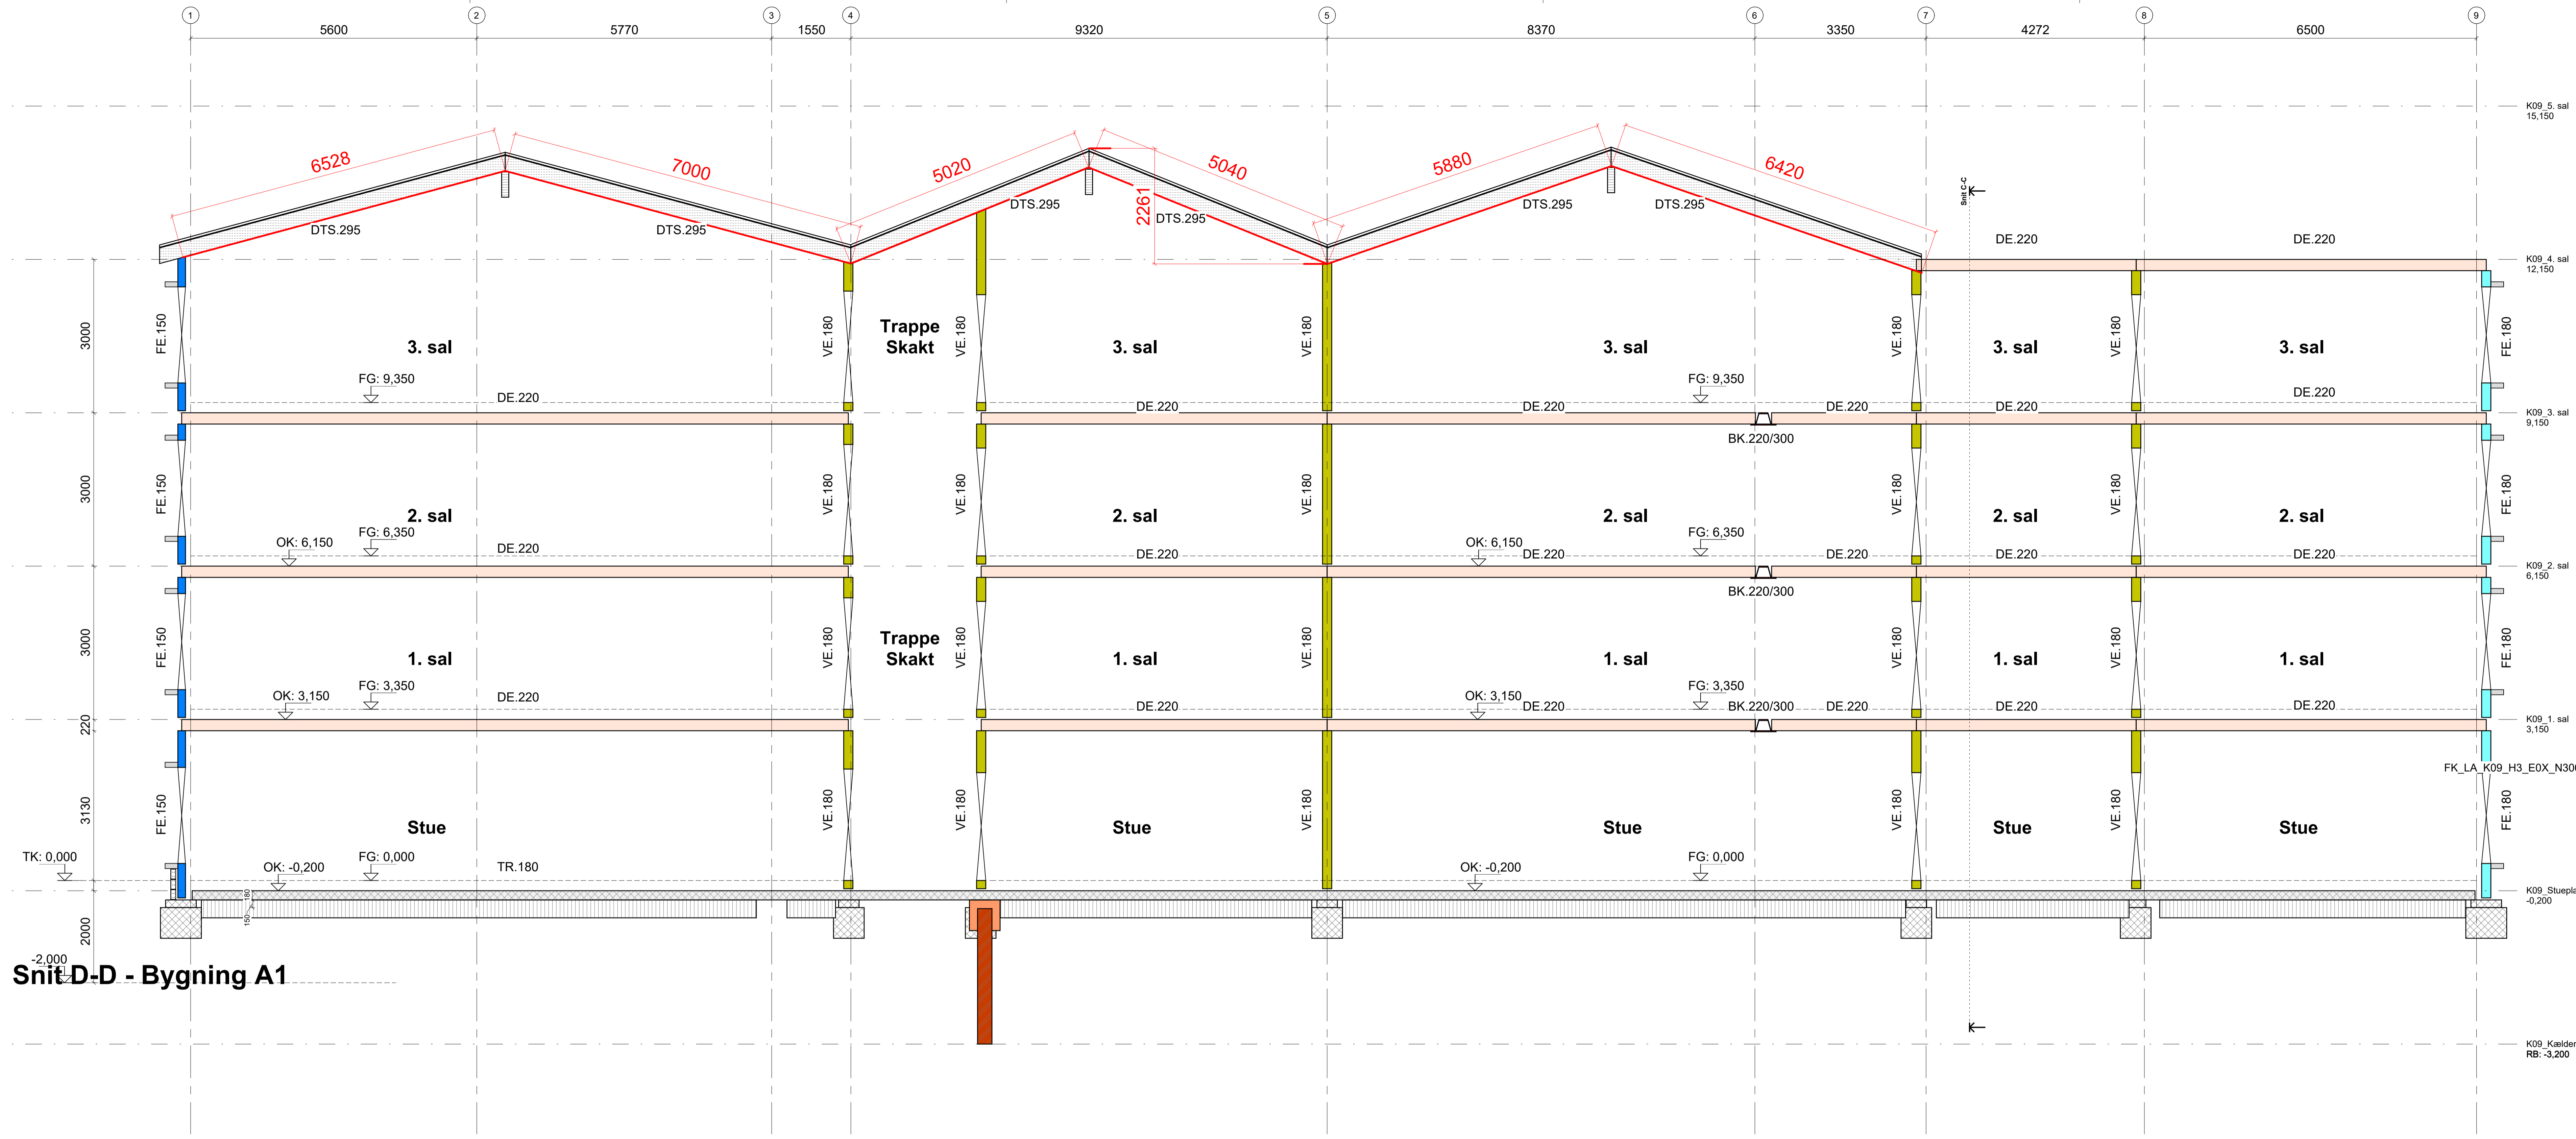 1 2 3 4 5 6 7 8 9
5600 5770 1550 9320 8370 3350 4272 6500
K09_5. sal
15,150
6528 7000 5020 5040 5880 6420
2261
Snit C-C
DTS.295 DTS.295 DTS.295 DTS.295 DTS.295 DTS.295
DE.220 DE.220
K09_4. sal
12,150
3000 FE.150 VE.180 VE.180 VE.180 VE.180 VE.180 FE.180
Trappe
Skakt
3. sal 3. sal 3. sal 3. sal 3. sal
FG: 9,350 FG: 9,350
DE.220 DE.220 DE.220 DE.220 DE.220 DE.220
K09_3. sal
9,150
BK.220/300
3000 FE.150 VE.180 VE.180 VE.180 VE.180 VE.180 FE.180
2. sal 2. sal 2. sal 2. sal 2. sal
FG: 6,350 FG: 6,350
OK: 6,150 OK: 6,150
DE.220 DE.220 DE.220 DE.220 DE.220 DE.220
K09_2. sal
6,150
BK.220/300
3000 FE.150 VE.180 VE.180 VE.180 VE.180 VE.180 FE.180
Trappe
Skakt
1. sal 1. sal 1. sal 1. sal 1. sal
FG: 3,350 FG: 3,350
OK: 3,150 OK: 3,150
DE.220 DE.220 DE.220 BK.220/300 DE.220 DE.220 DE.220
220
K09_1. sal
3,150
FK_LA_K09_H3_E0X_N300
3130 FE.150 VE.180 VE.180 VE.180 VE.180 VE.180 FE.180
Stue Stue Stue Stue Stue
TK: 0,000 FG: 0,000 FG: 0,000
OK: -0,200 TR.180 OK: -0,200
K09_Stuepla
-0,200
180
150
2000
-2,000
Snit D-D - Bygning A1
K09_Kælder
RB: -3,200